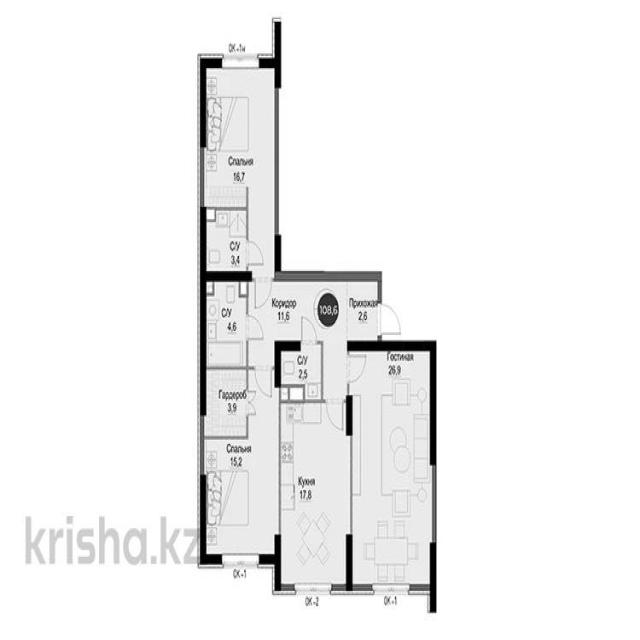 ОК-1н
Спальня
16,7
С/У
3,4
Коридор
11,6
108,6
Прихожая
2,6
С/У
4,6
С/У
2,5
Гостиная
26,9
Гардероб
3,9
Спальня
15,2
Кухня
17,8
krisha.kz
ОК-1
ОК-2
ОК-1